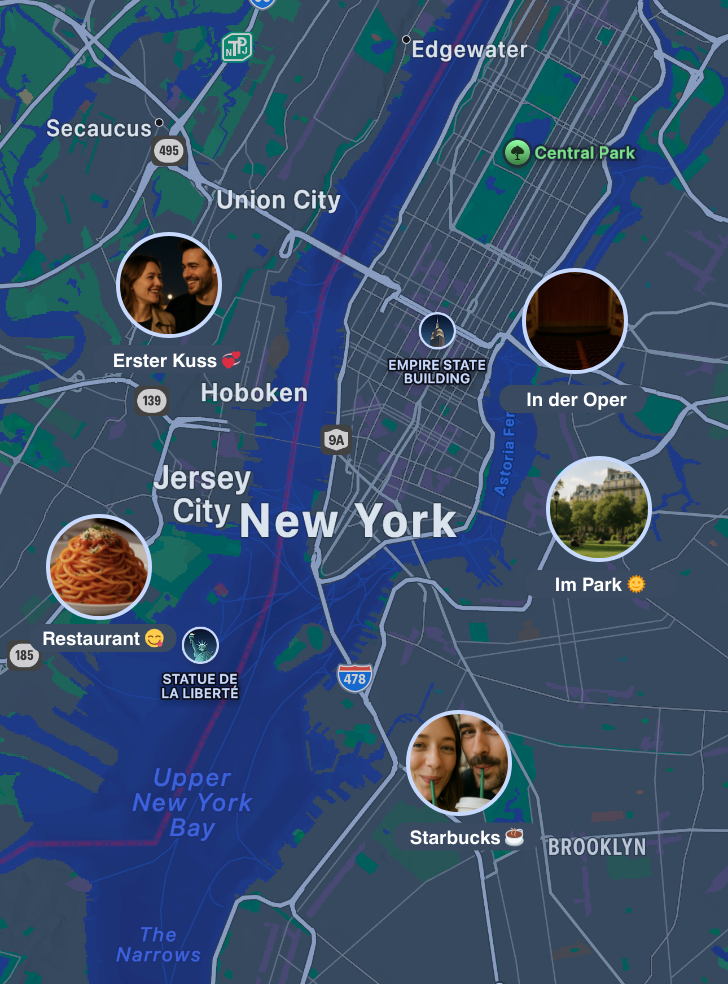 Edgewater
NTPJ
Secaucus
495
Central Park
Union City
Erster Kuss 💞
EMPIRE STATE
BUILDING
In der Oper
139
Hoboken
9A
Astoria Fer
Jersey
City
New York
Im Park 🌞
Restaurant 😋
185
STATUE DE
LA LIBERTÉ
478
Upper
New York
Bay
Starbucks ☕
BROOKLYN
The
Narrows